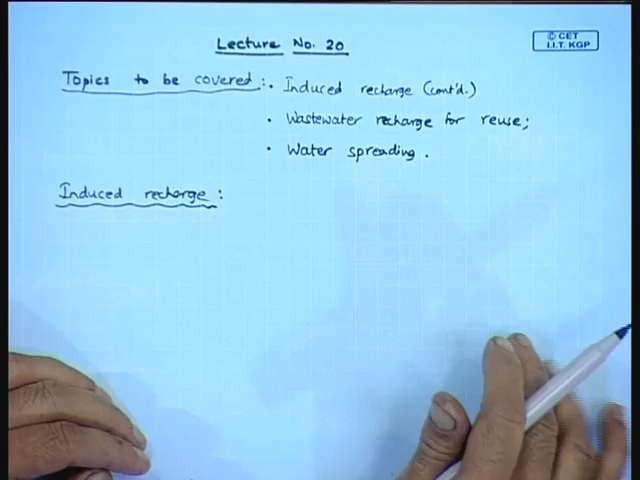 Lecture No. 20
© CET
I.I.T. KGP
Topics to be covered : • Induced recharge (cont'd.)
• Wastewater recharge for reuse;
• Water spreading.
Induced recharge :